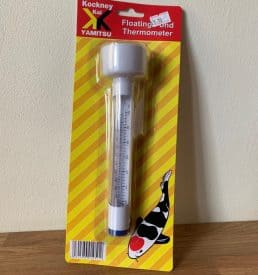 Kockney
Koi
YAMITSU
Floating Pond
Thermometer